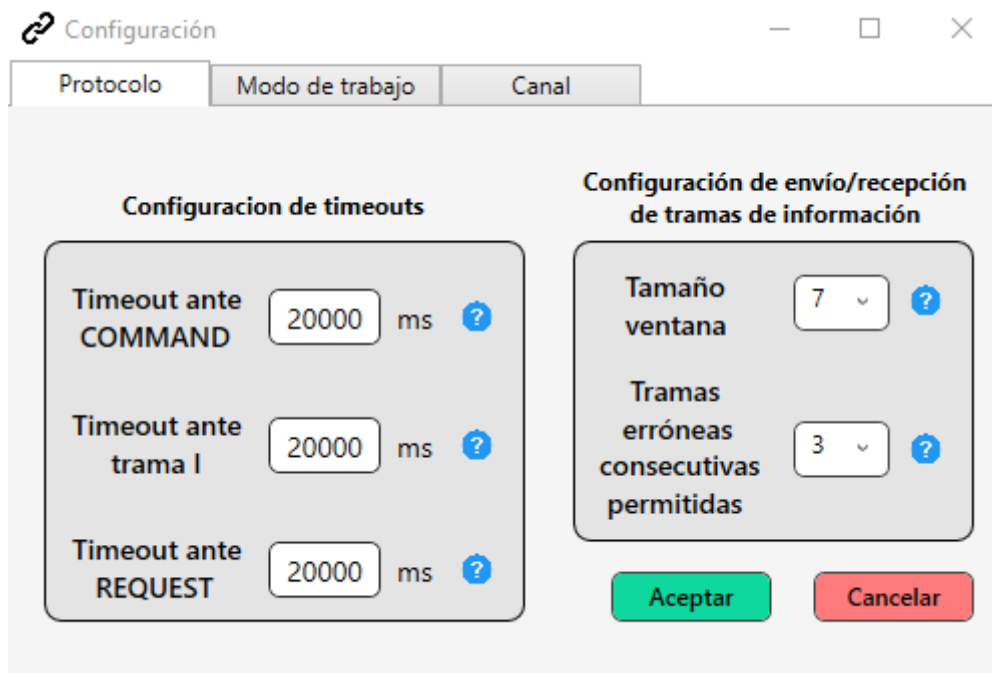 Configuración
Protocolo
Modo de trabajo
Canal
Configuracion de timeouts
Timeout ante
COMMAND
20000
ms
?
Timeout ante
trama I
20000
ms
?
Timeout ante
REQUEST
20000
ms
?
Configuración de envío/recepción
de tramas de información
Tamaño
ventana
7
?
Tramas
erróneas
consecutivas
permitidas
3
?
Aceptar
Cancelar